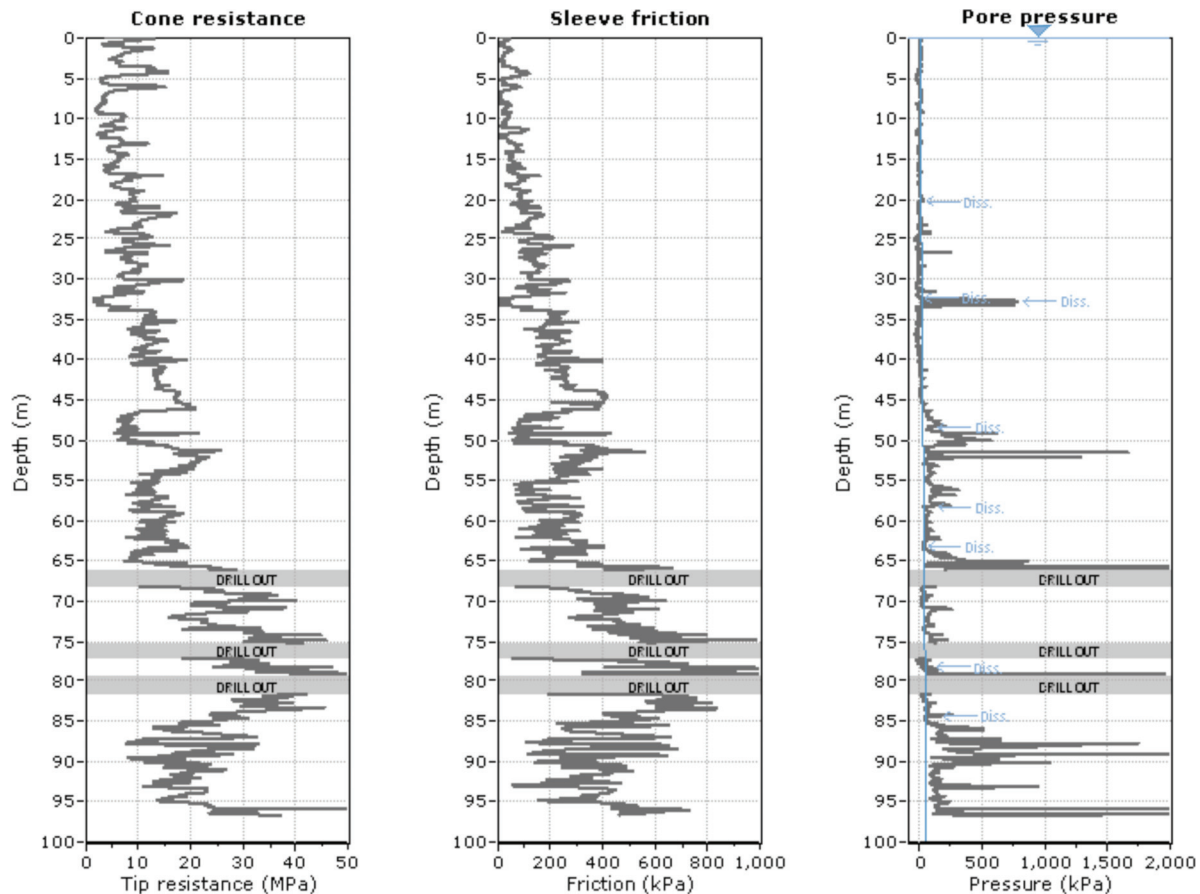 Cone resistance
0
5
10
15
20
25
30
35
40
45
50
55
60
65
70
75
80
85
90
95
100
Depth (m)
DRILL OUT
DRILL OUT
DRILL OUT
0 10 20 30 40 50
Tip resistance (MPa)
Sleeve friction
0
5
10
15
20
25
30
35
40
45
50
55
60
65
70
75
80
85
90
95
100
Depth (m)
DRILL OUT
DRILL OUT
DRILL OUT
0 200 400 600 800 1,000
Friction (kPa)
Pore pressure
0
5
10
15
20
25
30
35
40
45
50
55
60
65
70
75
80
85
90
95
100
Depth (m)
Diss.
Diss. Diss.
Diss.
Diss.
Diss.
DRILL OUT
DRILL OUT
Diss.
DRILL OUT
Diss.
0 500 1,000 1,500 2,000
Pressure (kPa)